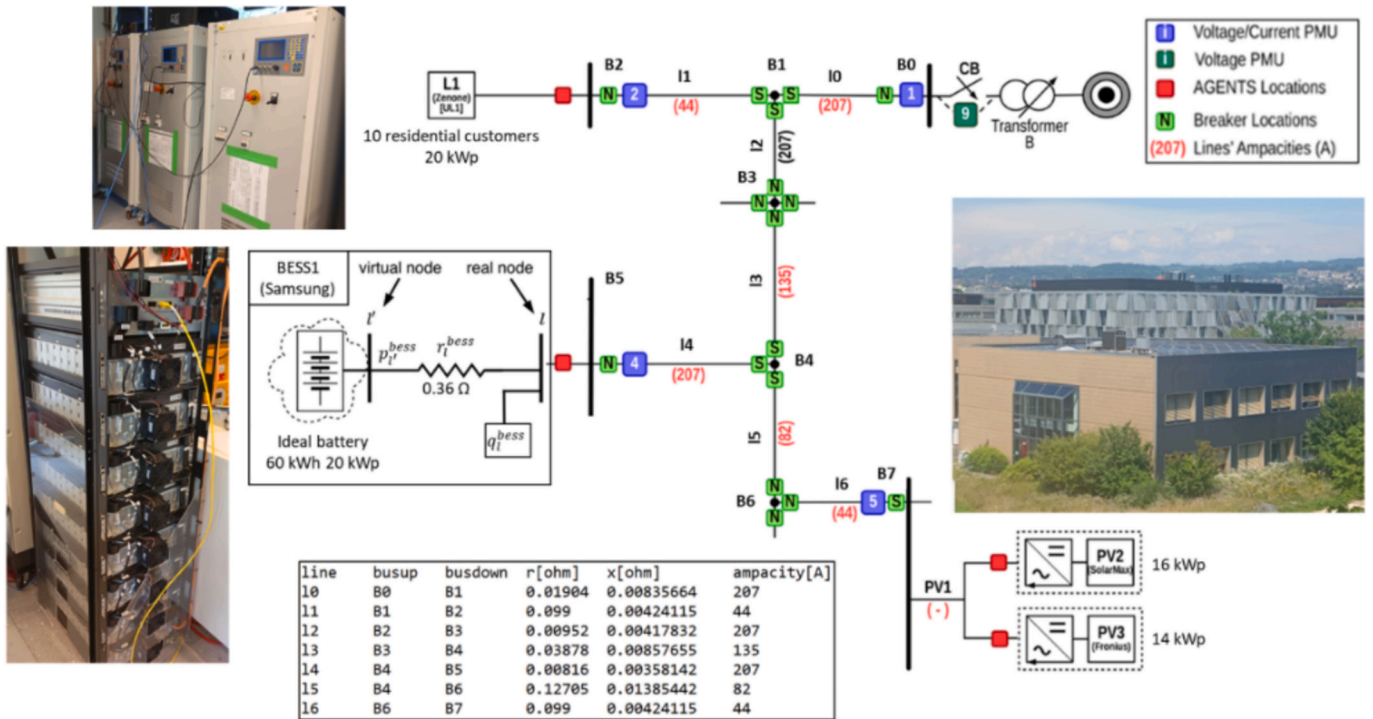 L1
(Zenone)
[UL1]
10 residential customers
20 kWp
B2
N
2
l1
(44)
B1
S
S
S
l0
(207)
B0
N
1
CB
9
Transformer
B
i Voltage/Current PMU
i Voltage PMU
AGENTS Locations
N Breaker Locations
(207) Lines' Ampacities (A)
l2
(207)
B3
N
N
N
N
l3
(135)
BESS1
(Samsung)
virtual node
real node
l'
l
p_{l'}^{bess}
r_l^{bess}
0.36 Ω
q_l^{bess}
Ideal battery
60 kWh 20 kWp
B5
N
4
l4
(207)
S
S
S
B4
l5
(82)
B6
N
N
N
l6
(44)
5
S
B7
PV1
(-)
PV2
(SolarMax)
16 kWp
PV3
(Fronius)
14 kWp
line busup busdown r[ohm] x[ohm] ampacity[A]
l0 B0 B1 0.01904 0.00835664 207
l1 B1 B2 0.099 0.00424115 44
l2 B2 B3 0.00952 0.00417832 207
l3 B3 B4 0.03878 0.00857655 135
l4 B4 B5 0.00816 0.00358142 207
l5 B4 B6 0.12705 0.01385442 82
l6 B6 B7 0.099 0.00424115 44